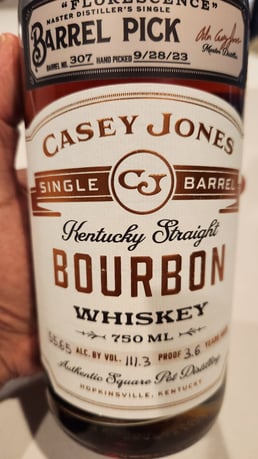 "FLORESCENCE"
MASTER DISTILLER'S SINGLE
BARREL PICK
BARREL NO. 307 HAND PICKED 9/28/23
Master Distiller
CASEY JONES
SINGLE CJ BARREL
Kentucky Straight
BOURBON
WHISKEY
750 ML
55.65 ALC. BY VOL. 111.3 PROOF 3.6 YEARS
Authentic Square Pot Distillery
HOPKINSVILLE, KENTUCKY